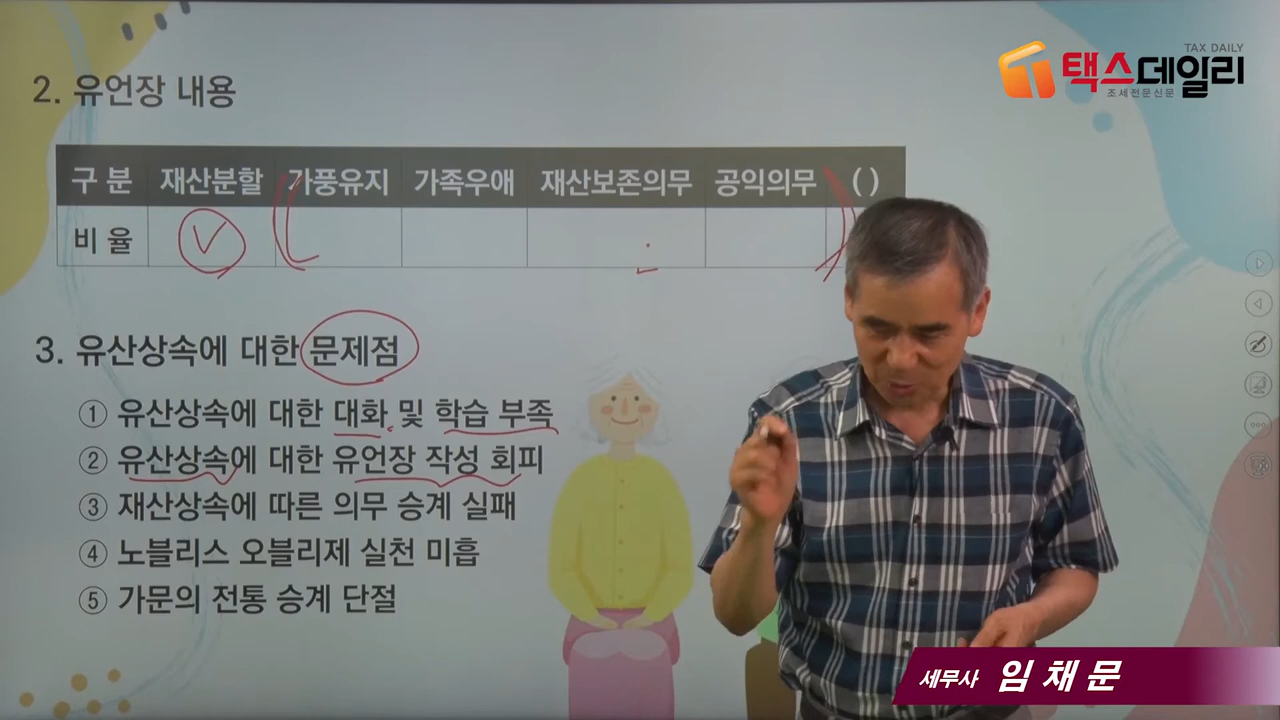 TAX DAILY
택스데일리
조세전문신문
2. 유언장 내용
구 분 재산분할 가풍유지 가족우애 재산보존의무 공익의무 ( )
비 율
3. 유산상속에 대한 문제점
① 유산상속에 대한 대화 및 학습 부족
② 유산상속에 대한 유언장 작성 회피
③ 재산상속에 따른 의무 승계 실패
④ 노블리스 오블리제 실천 미흡
⑤ 가문의 전통 승계 단절
세무사 임 채 문